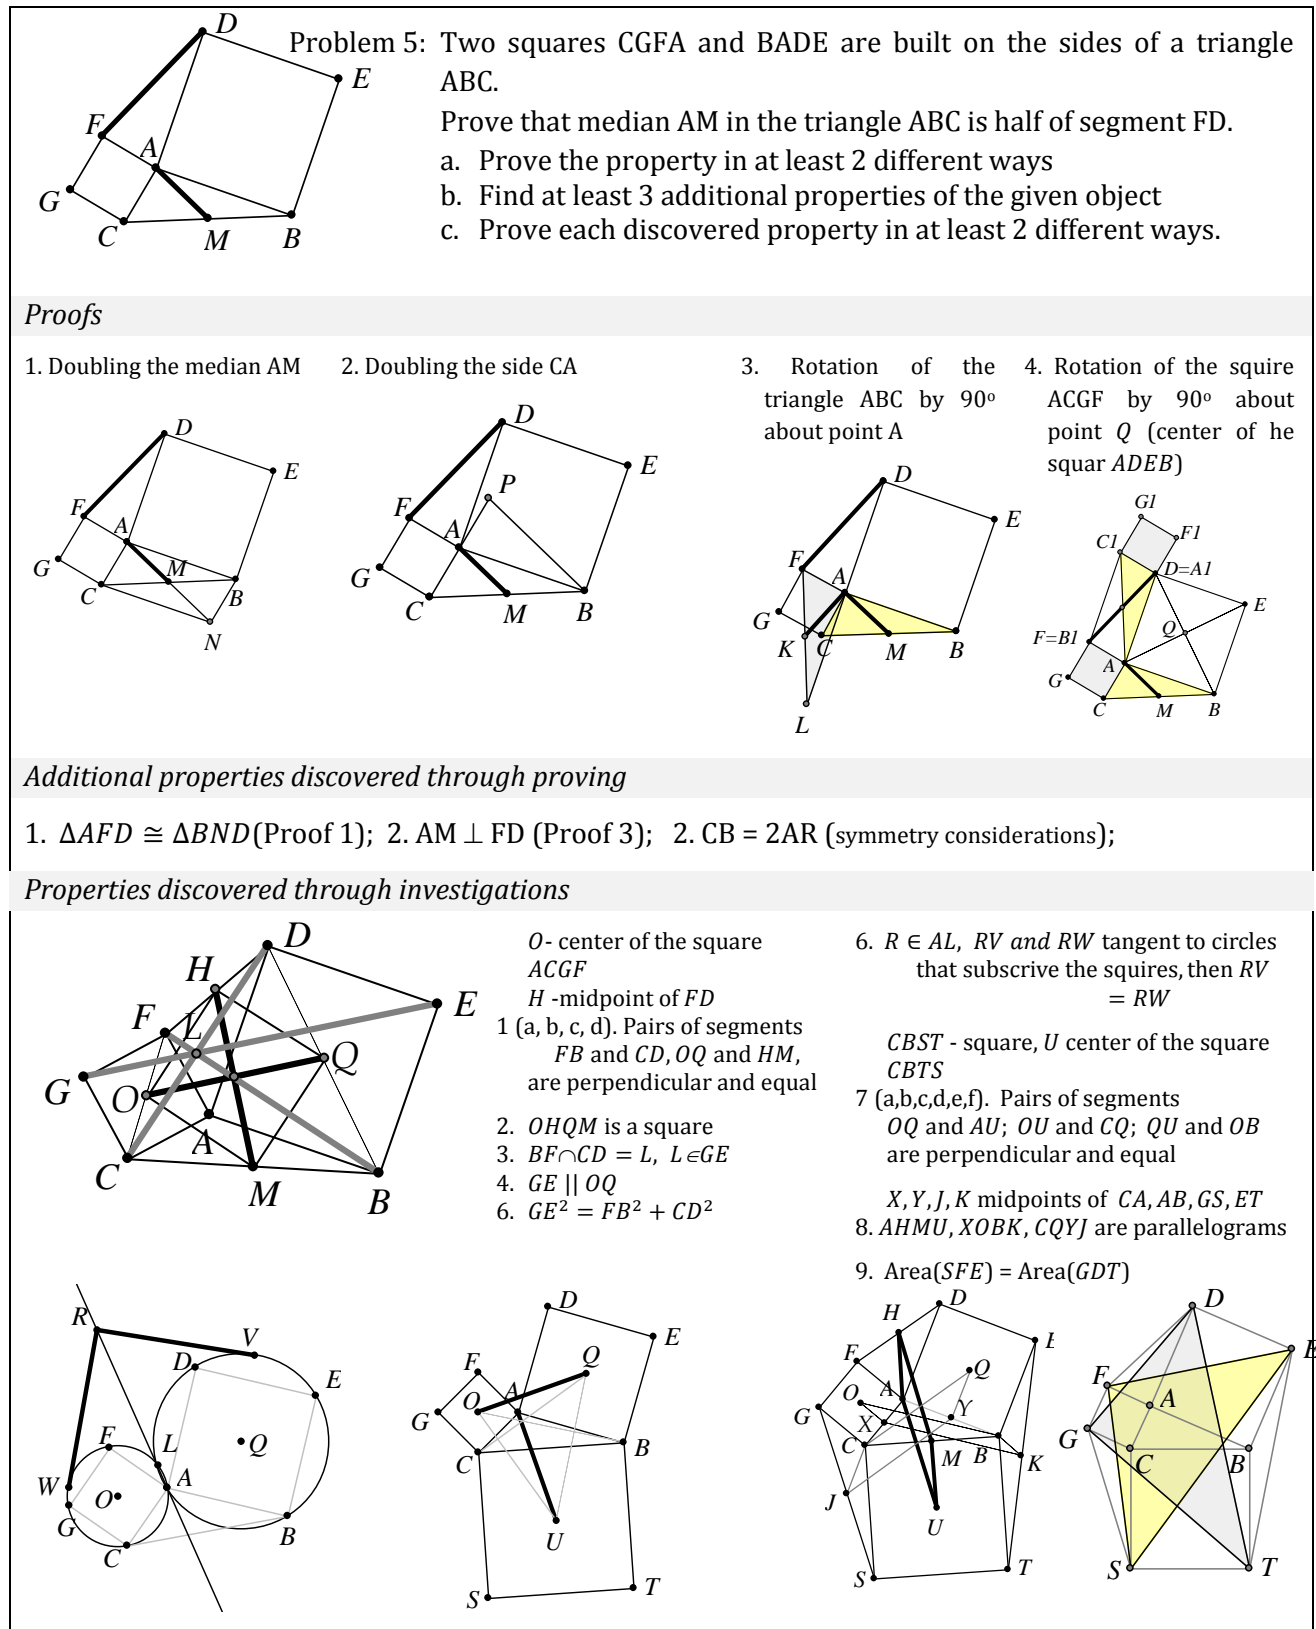 Problem 5: Two squares CGFA and BADE are built on the sides of a triangle
ABC.
Prove that median AM in the triangle ABC is half of segment FD.
a. Prove the property in at least 2 different ways
b. Find at least 3 additional properties of the given object
c. Prove each discovered property in at least 2 different ways.
D
E
F
A
G
C
M
B
Proofs
1. Doubling the median AM
2. Doubling the side CA
3. Rotation of the
triangle ABC by 90º
about point A
4. Rotation of the squire
ACGF by 90º about
point Q (center of he
squar ADEB)
D
E
F
A
G
M
C
B
N
D
E
P
F
A
G
C
M
B
D
E
F
A
G
K
C
M
B
L
G1
F1
C1
D=A1
E
Q
F=B1
A
G
C
M
B
Additional properties discovered through proving
1. ΔAFD ≅ ΔBND(Proof 1); 2. AM ⊥ FD (Proof 3); 2. CB = 2AR (symmetry considerations);
Properties discovered through investigations
D
H
E
F
L
Q
G
O
A
C
M
B
O- center of the square
ACGF
H -midpoint of FD
1 (a, b, c, d). Pairs of segments
FB and CD, OQ and HM,
are perpendicular and equal
2. OHQM is a square
3. BF∩CD = L, L∈GE
4. GE || OQ
6. GE² = FB² + CD²
6. R ∈ AL, RV and RW tangent to circles
that subscrive the squires, then RV
= RW
CBST - square, U center of the square
CBTS
7 (a,b,c,d,e,f). Pairs of segments
OQ and AU; OU and CQ; QU and OB
are perpendicular and equal
X, Y, J, K midpoints of CA, AB, GS, ET
8. AHMU, XOBK, CQYJ are parallelograms
9. Area(SFE) = Area(GDT)
R
V
D
E
F
L
Q
W
A
O
G
B
C
D
E
Q
F
A
O
G
B
C
U
S
T
D
H
E
F
Q
O
A
G
X
Y
C
M
B
K
J
U
S
T
D
E
F
A
G
C
B
S
T